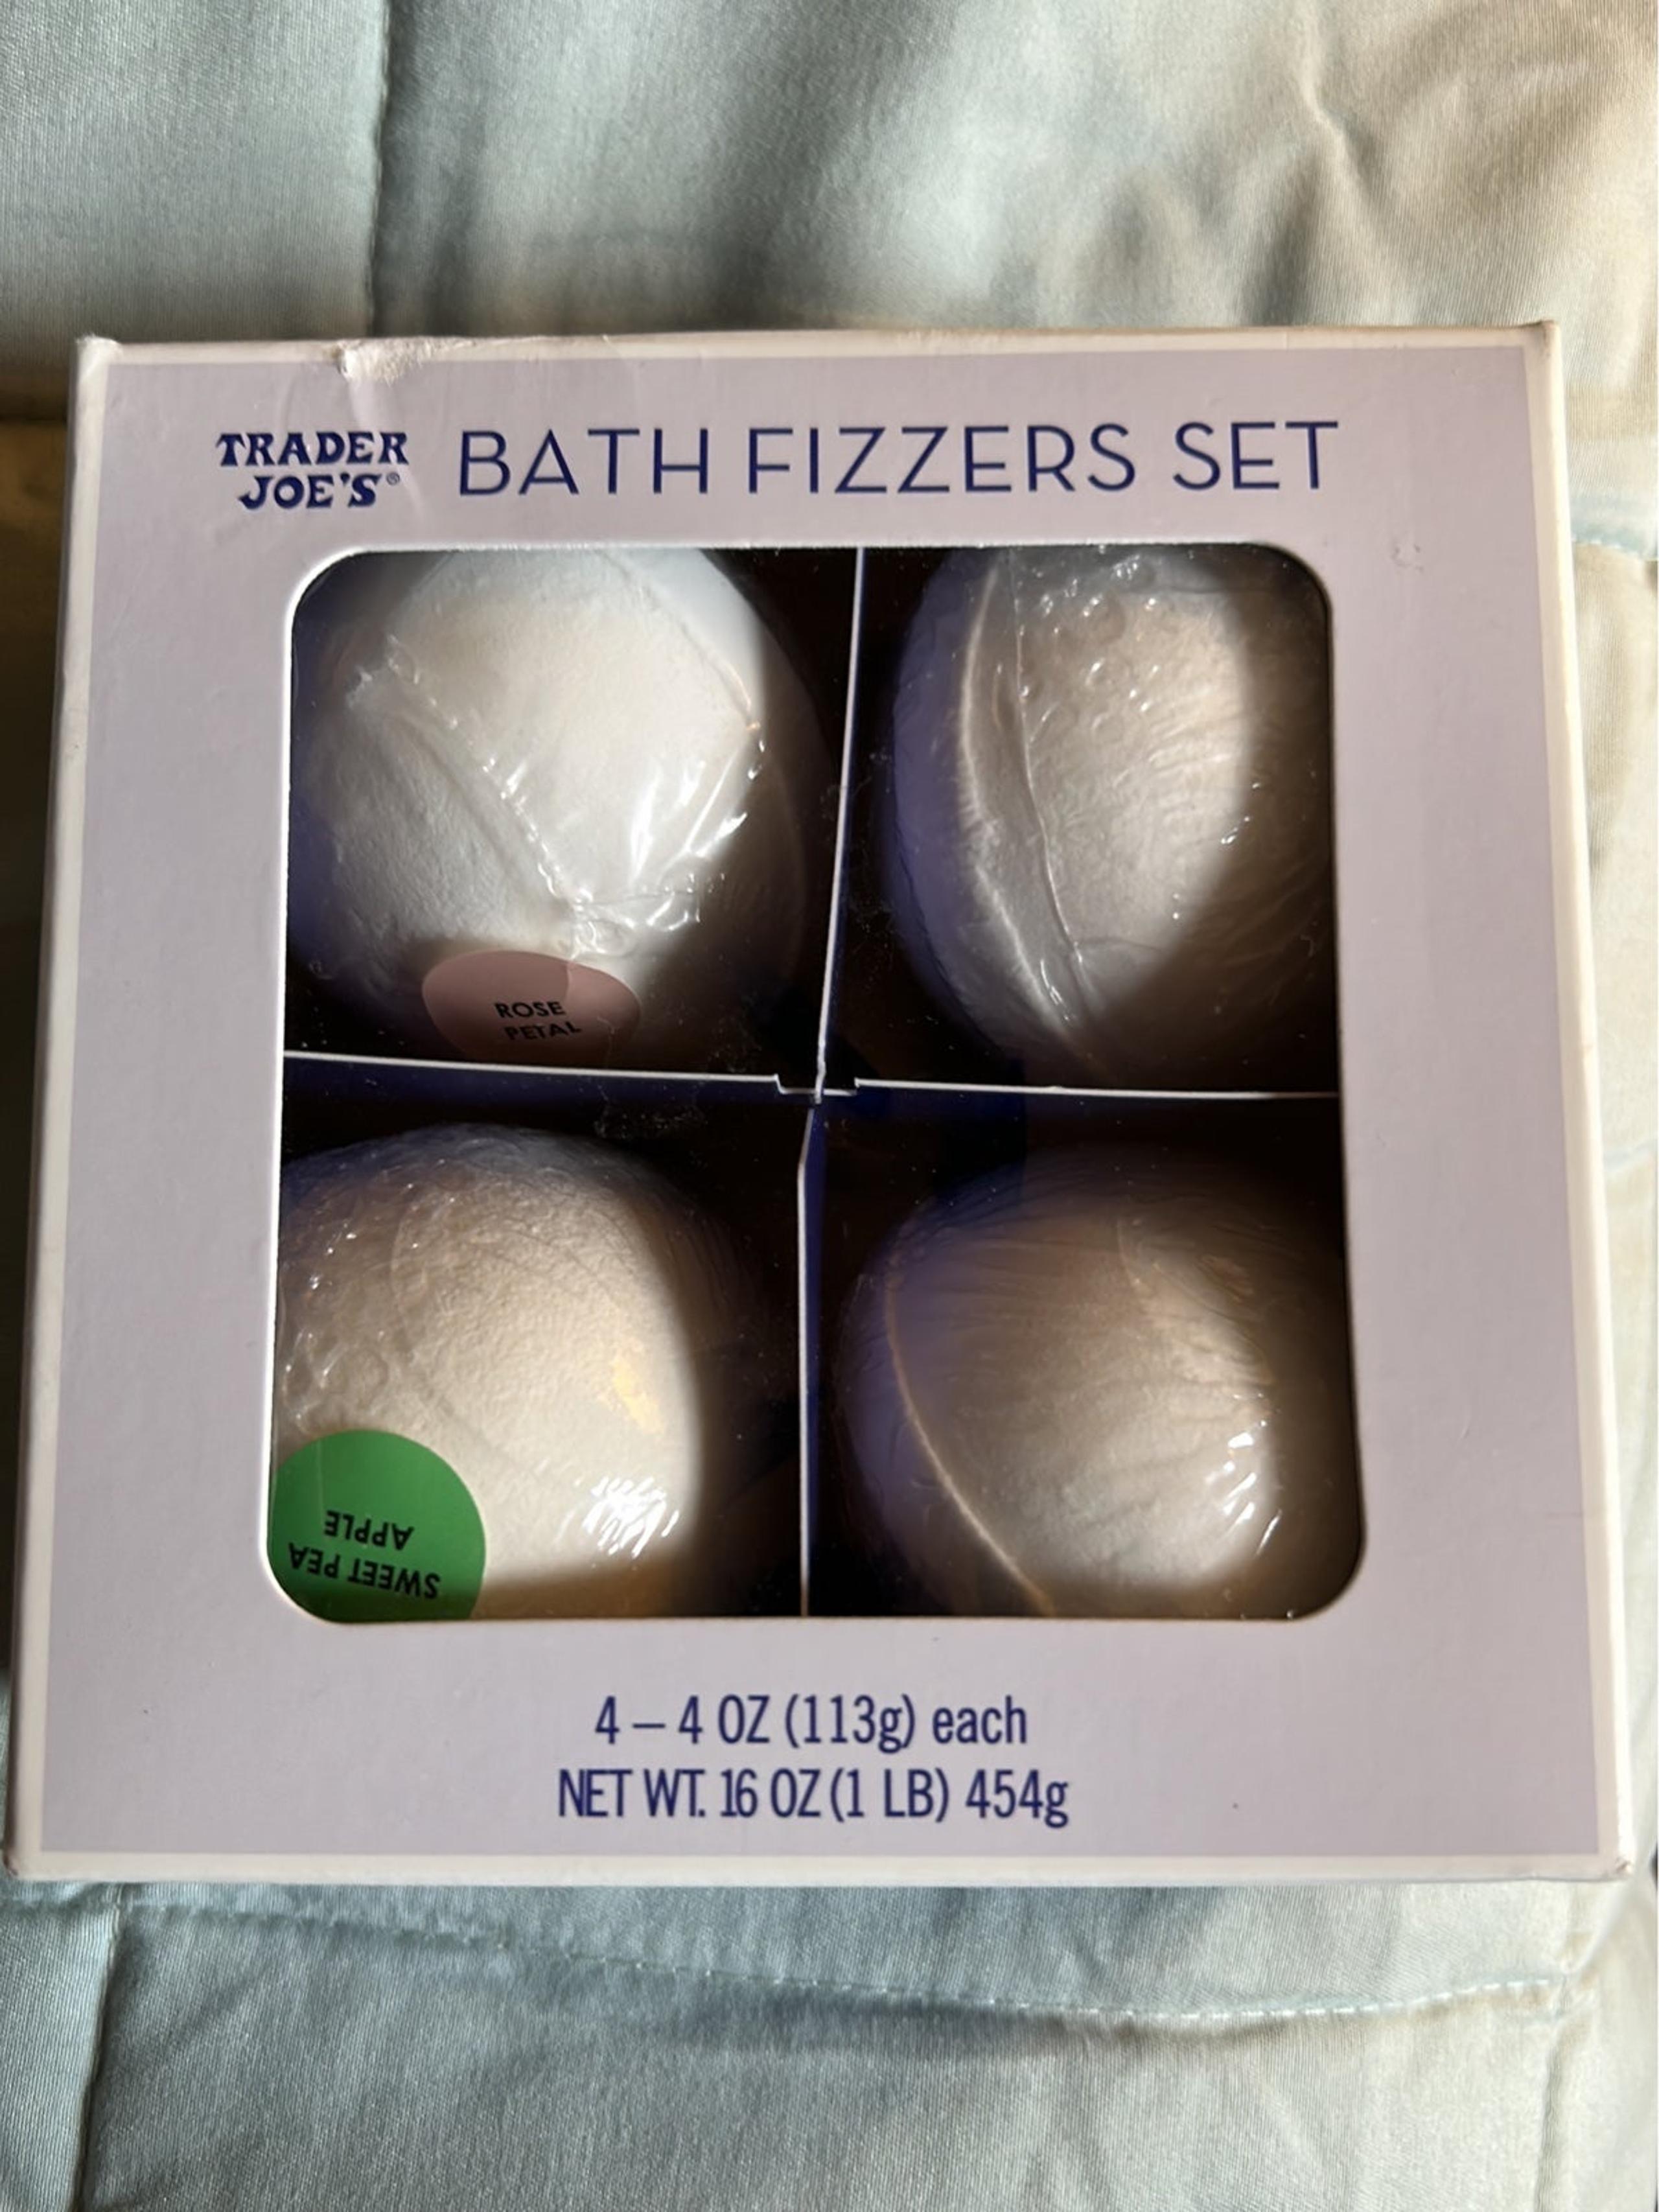 TRADER
JOE'S®
BATH FIZZERS SET
ROSE
PETAL
SWEET PEA
APPLE
4 – 4 OZ (113g) each
NET WT. 16 OZ (1 LB) 454g